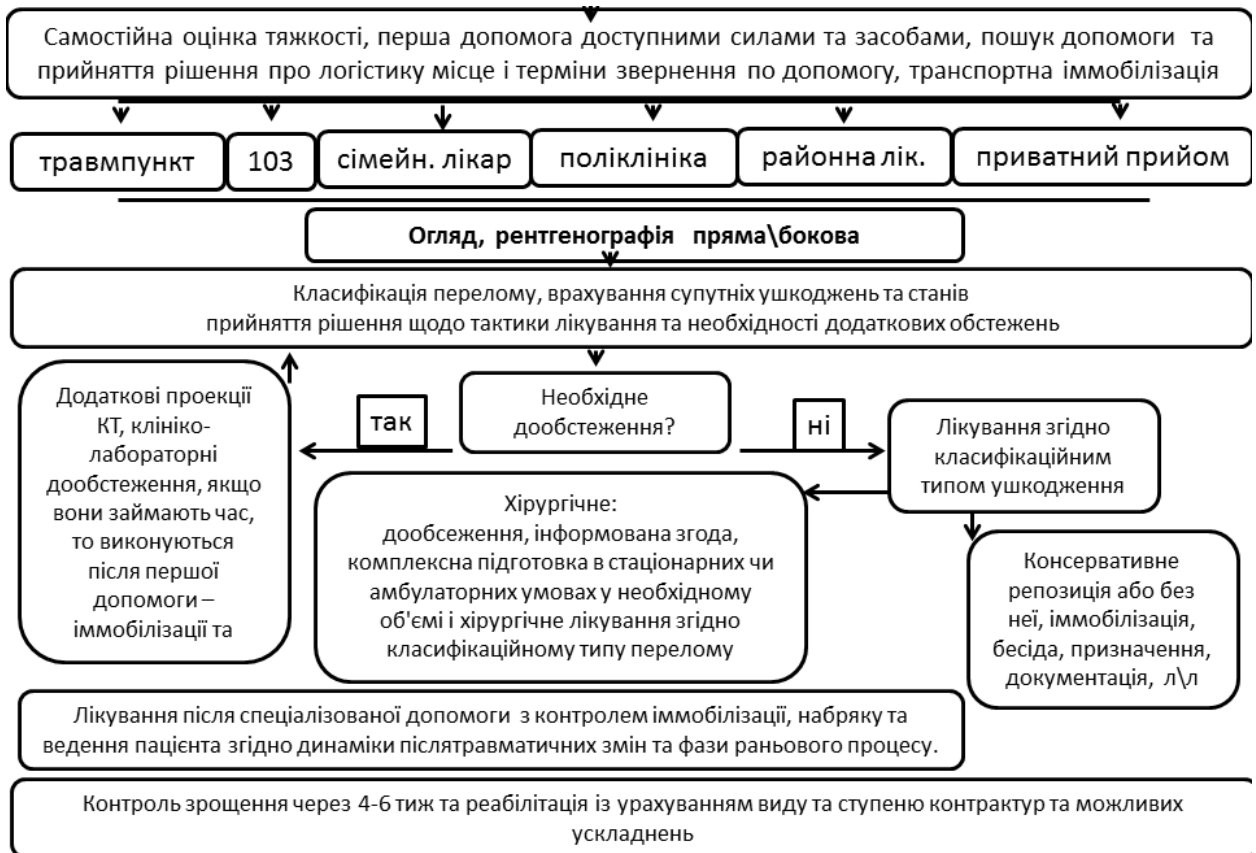 Самостійна оцінка тяжкості, перша допомога доступними силами та засобами, пошук допомоги та
прийняття рішення про логістику місце і терміни звернення по допомогу, транспортна іммобілізація
травмпункт
103
сімейн. лікар
поліклініка
районна лік.
приватний прийом
Огляд, рентгенографія пряма\бокова
Класифікація перелому, врахування супутніх ушкоджень та станів
прийняття рішення щодо тактики лікування та необхідності додаткових обстежень
Необхідне
дообстеження?
так
ні
Додаткові проекції
КТ, клініко-
лабораторні
дообстеження, якщо
вони займають час,
то виконуються
після першої
допомоги –
іммобілізації та
Лікування згідно
класифікаційним
типом ушкодження
Хірургічне:
дообсеження, інформована згода,
комплексна підготовка в стаціонарних чи
амбулаторних умовах у необхідному
об'ємі і хірургічне лікування згідно
класифікаційному типу перелому
Консервативне
репозиція або без
неї, іммобілізація,
бесіда, призначення,
документація, л\л
Лікування після спеціалізованої допомоги з контролем іммобілізації, набряку та
ведення пацієнта згідно динаміки післятравматичних змін та фази раньового процесу.
Контроль зрощення через 4-6 тиж та реабілітація із урахуванням виду та ступеню контрактур та можливих
ускладнень